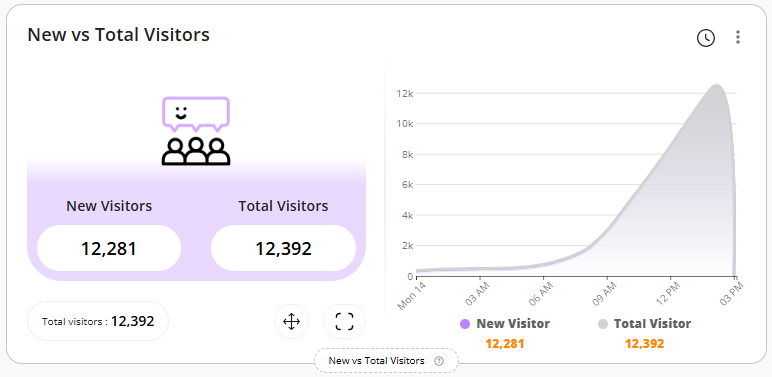 New vs Total Visitors
New Visitors
Total Visitors
12,281
12,392
Total visitors : 12,392
12k
10k
8k
6k
4k
2k
0
Mon 14
03 AM
06 AM
09 AM
12 PM
03 PM
New Visitor
Total Visitor
12,281
12,392
New vs Total Visitors ?